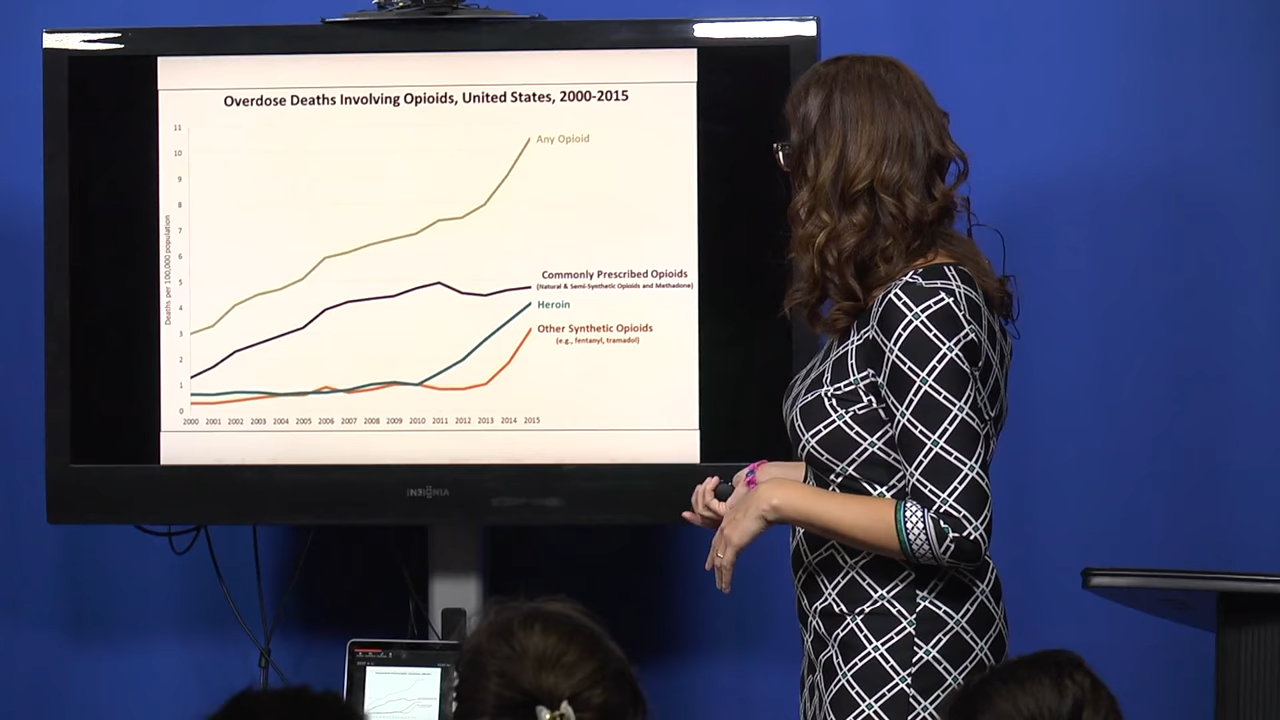 Overdose Deaths Involving Opioids, United States, 2000-2015
11
10
9
8
7
6
5
4
3
2
1
0
Deaths per 100,000 population
Any Opioid
Commonly Prescribed Opioids
(Natural & Semi-Synthetic Opioids and Methadone)
Heroin
Other Synthetic Opioids
(e.g., fentanyl, tramadol)
2000 2001 2002 2003 2004 2005 2006 2007 2008 2009 2010 2011 2012 2013 2014 2015
INSIGNIA